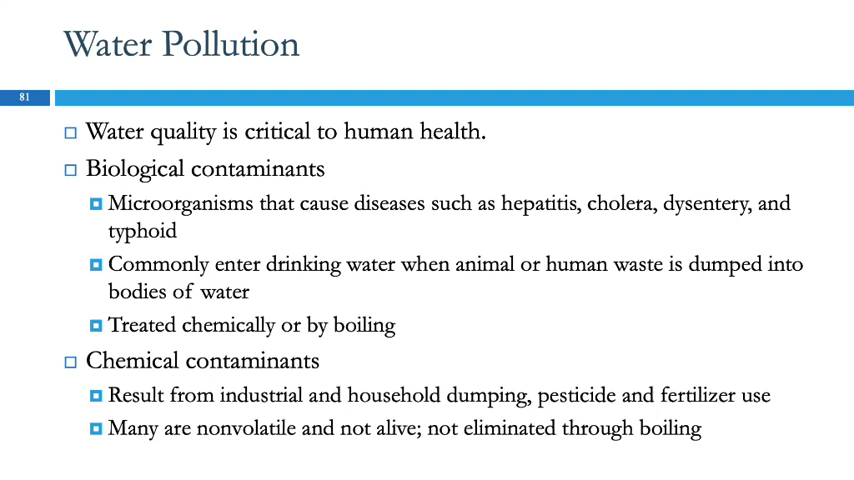 Water Pollution
81
Water quality is critical to human health.
Biological contaminants
Microorganisms that cause diseases such as hepatitis, cholera, dysentery, and
typhoid
Commonly enter drinking water when animal or human waste is dumped into
bodies of water
Treated chemically or by boiling
Chemical contaminants
Result from industrial and household dumping, pesticide and fertilizer use
Many are nonvolatile and not alive; not eliminated through boiling